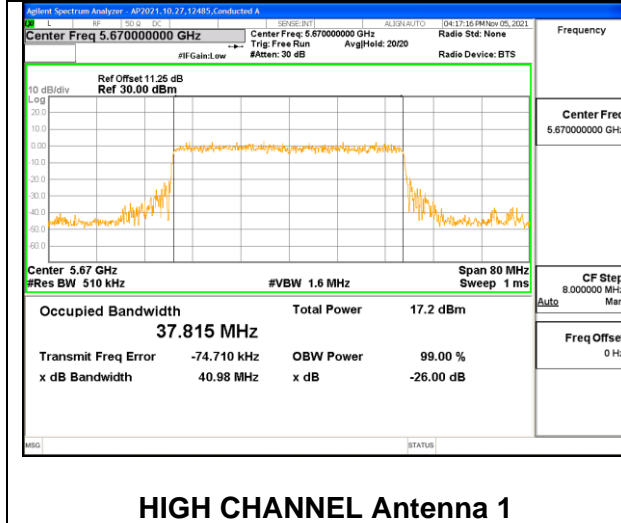 Agilent Spectrum Analyzer - AP2021.10.27,12485,Conducted A
L RF 50 Ω DC SENSE:INT ALIGNAUTO 04:17:16 PM Nov 05, 2021
Center Freq 5.670000000 GHz
Center Freq: 5.670000000 GHz Radio Std: None
Trig: Free Run Avg|Hold: 20/20
#IFGain:Low #Atten: 30 dB Radio Device: BTS
Frequency
Ref Offset 11.25 dB
10 dB/div Ref 30.00 dBm
Log
20.0
10.0
0.00
-10.0
-20.0
-30.0
-40.0
-50.0
-60.0
Center Freq
5.670000000 GHz
Center 5.67 GHz Span 80 MHz
#Res BW 510 kHz #VBW 1.6 MHz Sweep 1 ms
CF Step
8.000000 MHz
Auto Man
Occupied Bandwidth Total Power 17.2 dBm
37.815 MHz
Transmit Freq Error -74.710 kHz OBW Power 99.00 %
x dB Bandwidth 40.98 MHz x dB -26.00 dB
Freq Offset
0 Hz
MSG STATUS
HIGH CHANNEL Antenna 1